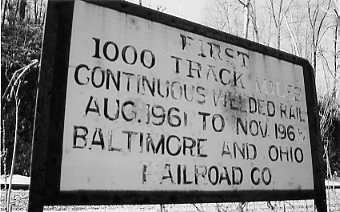 FIRST
1000 TRACK MILES
CONTINUOUS WELDED RAIL
AUG. 1961 TO NOV.
BALTIMORE AND OHIO
RAILROAD CO